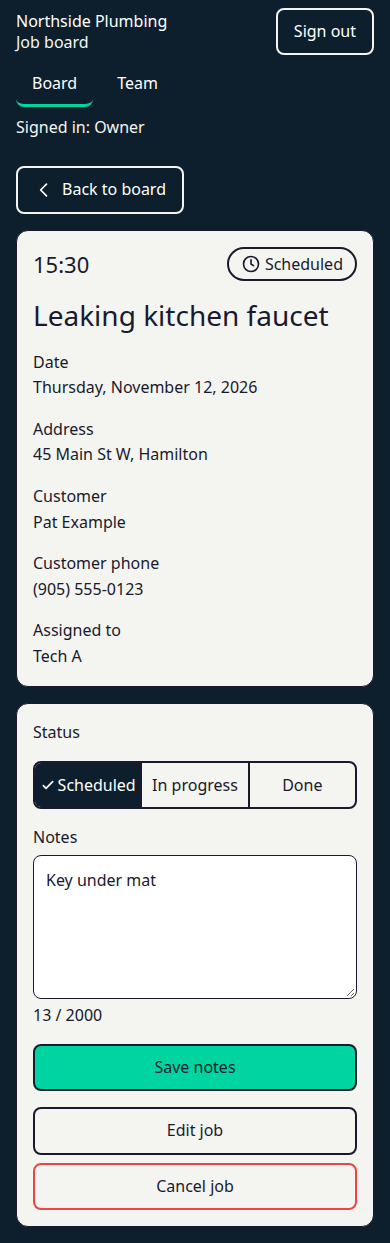 Northside Plumbing
Job board
Sign out
Board
Team
Signed in: Owner
Back to board
15:30
Scheduled
Leaking kitchen faucet
Date
Thursday, November 12, 2026
Address
45 Main St W, Hamilton
Customer
Pat Example
Customer phone
(905) 555-0123
Assigned to
Tech A
Status
Scheduled
In progress
Done
Notes
Key under mat
13 / 2000
Save notes
Edit job
Cancel job